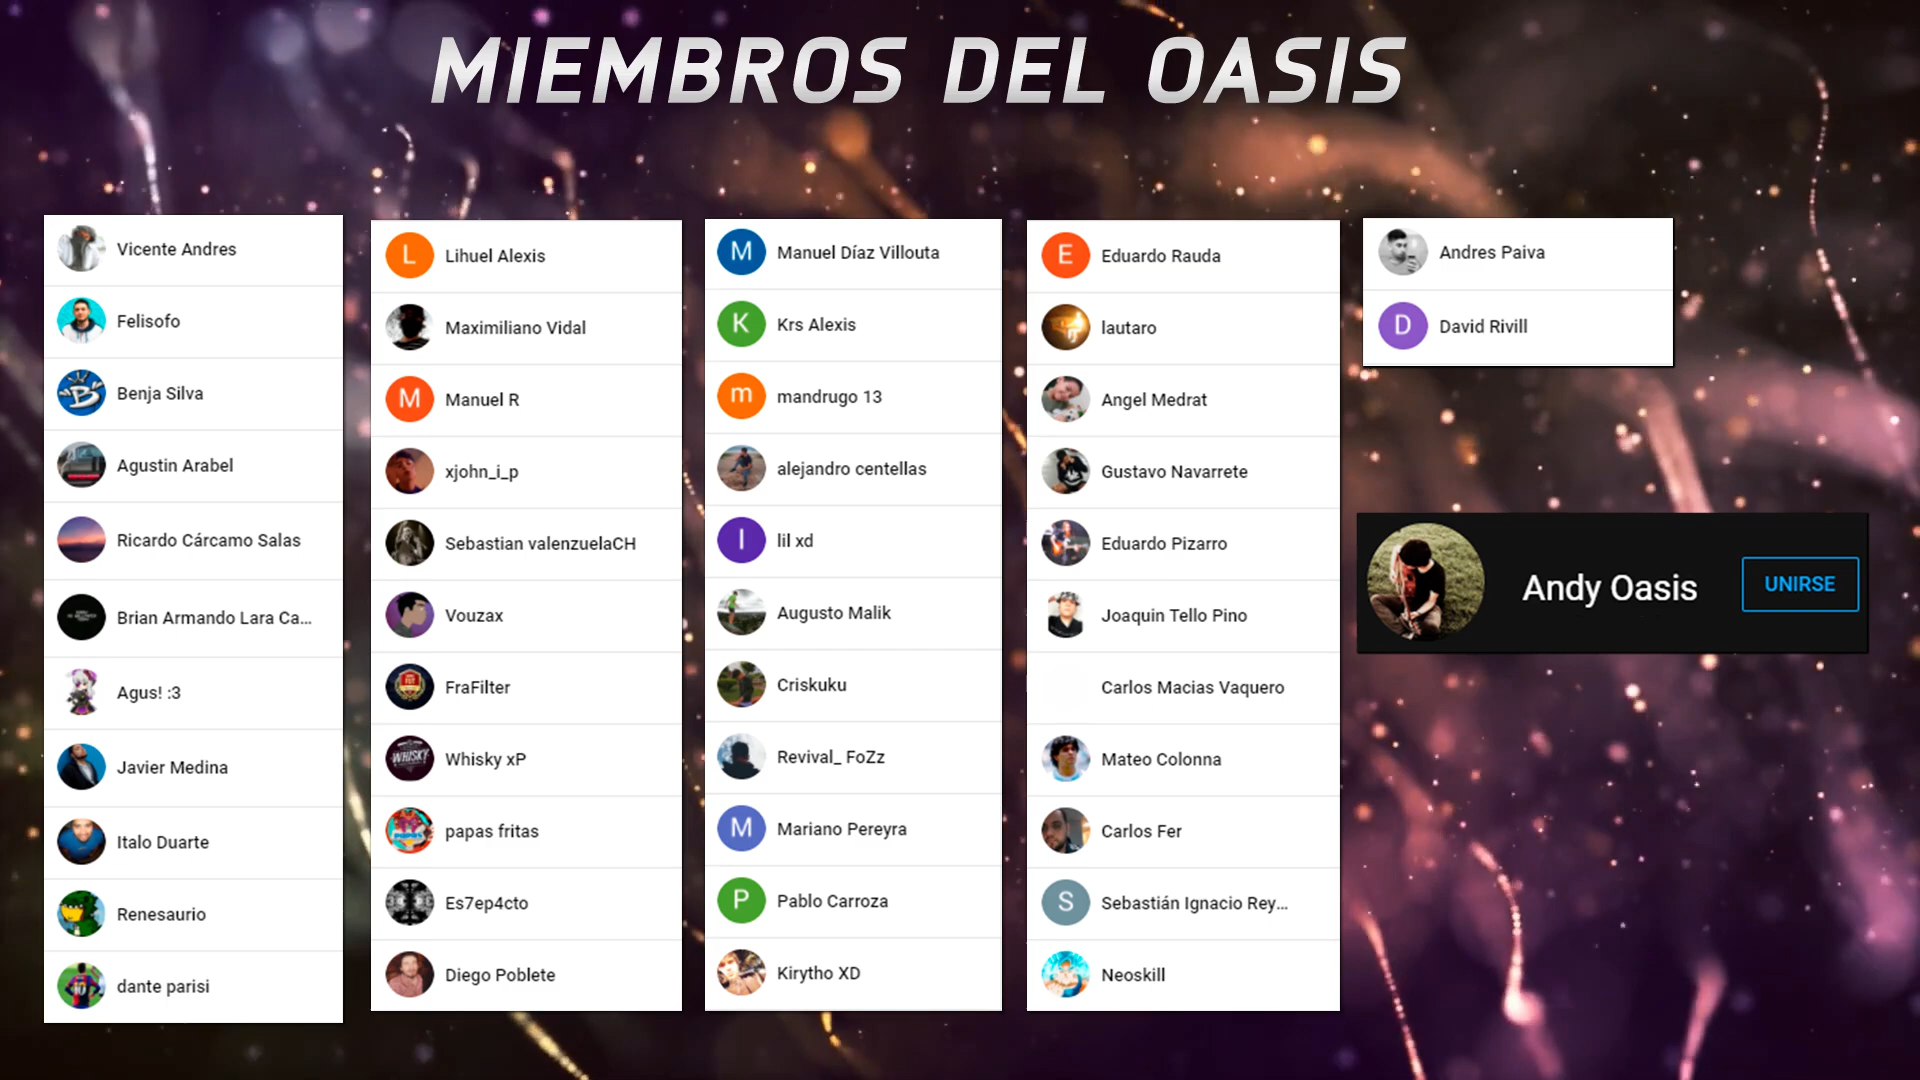 MIEMBROS DEL OASIS
Vicente Andres
Felisofo
Benja Silva
Agustin Arabel
Ricardo Cárcamo Salas
Brian Armando Lara Ca...
Agus! :3
Javier Medina
Italo Duarte
Renesaurio
dante parisi
L
Lihuel Alexis
Maximiliano Vidal
M
Manuel R
xjohn_i_p
Sebastian valenzuelaCH
Vouzax
FraFilter
WHISKY
Whisky xP
papas fritas
Es7ep4cto
Diego Poblete
M
Manuel Díaz Villouta
K
Krs Alexis
m
mandrugo 13
alejandro centellas
l
lil xd
Augusto Malik
Criskuku
Revival_ FoZz
M
Mariano Pereyra
P
Pablo Carroza
Kirytho XD
E
Eduardo Rauda
lautaro
Angel Medrat
Gustavo Navarrete
Eduardo Pizarro
Joaquin Tello Pino
Carlos Macias Vaquero
Mateo Colonna
Carlos Fer
S
Sebastián Ignacio Rey...
Neoskill
Andres Paiva
D
David Rivill
Andy Oasis
UNIRSE